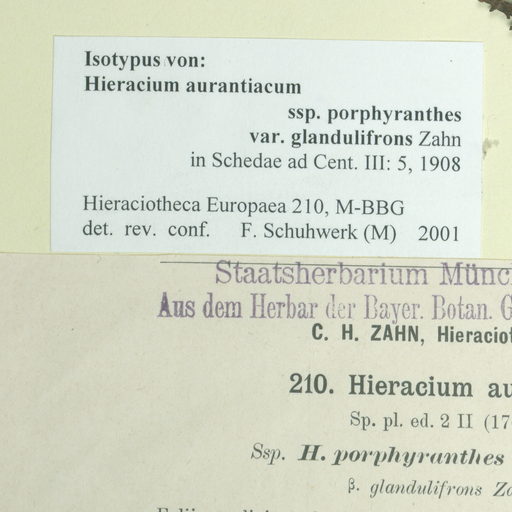 Isotypus von:
Hieracium aurantiacum
ssp. porphyranthes
var. glandulifrons Zahn
in Schedae ad Cent. III: 5, 1908
Hieraciotheca Europaea 210, M-BBG
det. rev. conf. F. Schuhwerk (M) 2001
Staatsherbarium Münc
Aus dem Herbar der Bayer. Botan. G
C. H. ZAHN, Hieraciot
210. Hieracium au
Sp. pl. ed. 2 II (17
Ssp. H. porphyranthes
β. glandulifrons Za